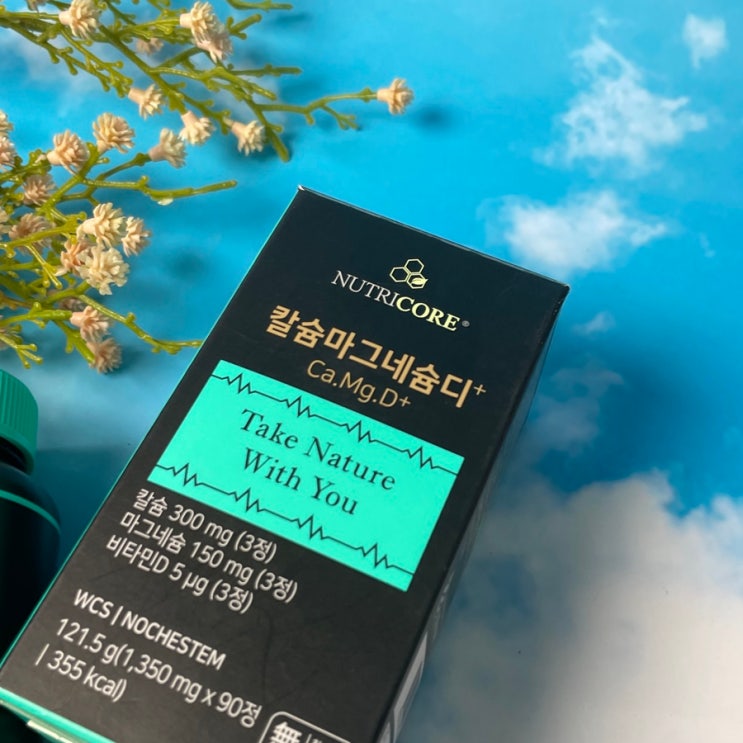 NUTRICORE®
칼슘마그네슘디+
Ca.Mg.D+
Take Nature
With You
칼슘 300 mg (3정)
마그네슘 150 mg (3정)
비타민D 5 µg (3정)
WCS | NOCHESTEM
121.5 g(1,350 mg x 90정
| 355 kcal)
無